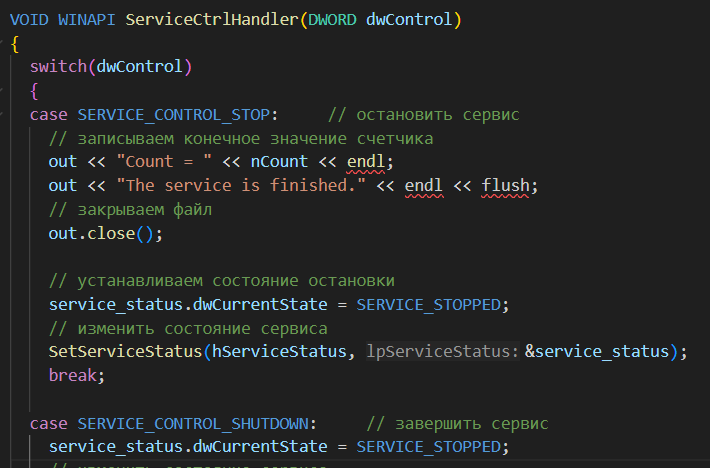 VOID WINAPI ServiceCtrlHandler(DWORD dwControl)
{
switch(dwControl)
{
case SERVICE_CONTROL_STOP: // остановить сервис
// записываем конечное значение счетчика
out << "Count = " << nCount << endl;
out << "The service is finished." << endl << flush;
// закрываем файл
out.close();
// устанавливаем состояние остановки
service_status.dwCurrentState = SERVICE_STOPPED;
// изменить состояние сервиса
SetServiceStatus(hServiceStatus, lpServiceStatus: &service_status);
break;
case SERVICE_CONTROL_SHUTDOWN: // завершить сервис
service_status.dwCurrentState = SERVICE_STOPPED;